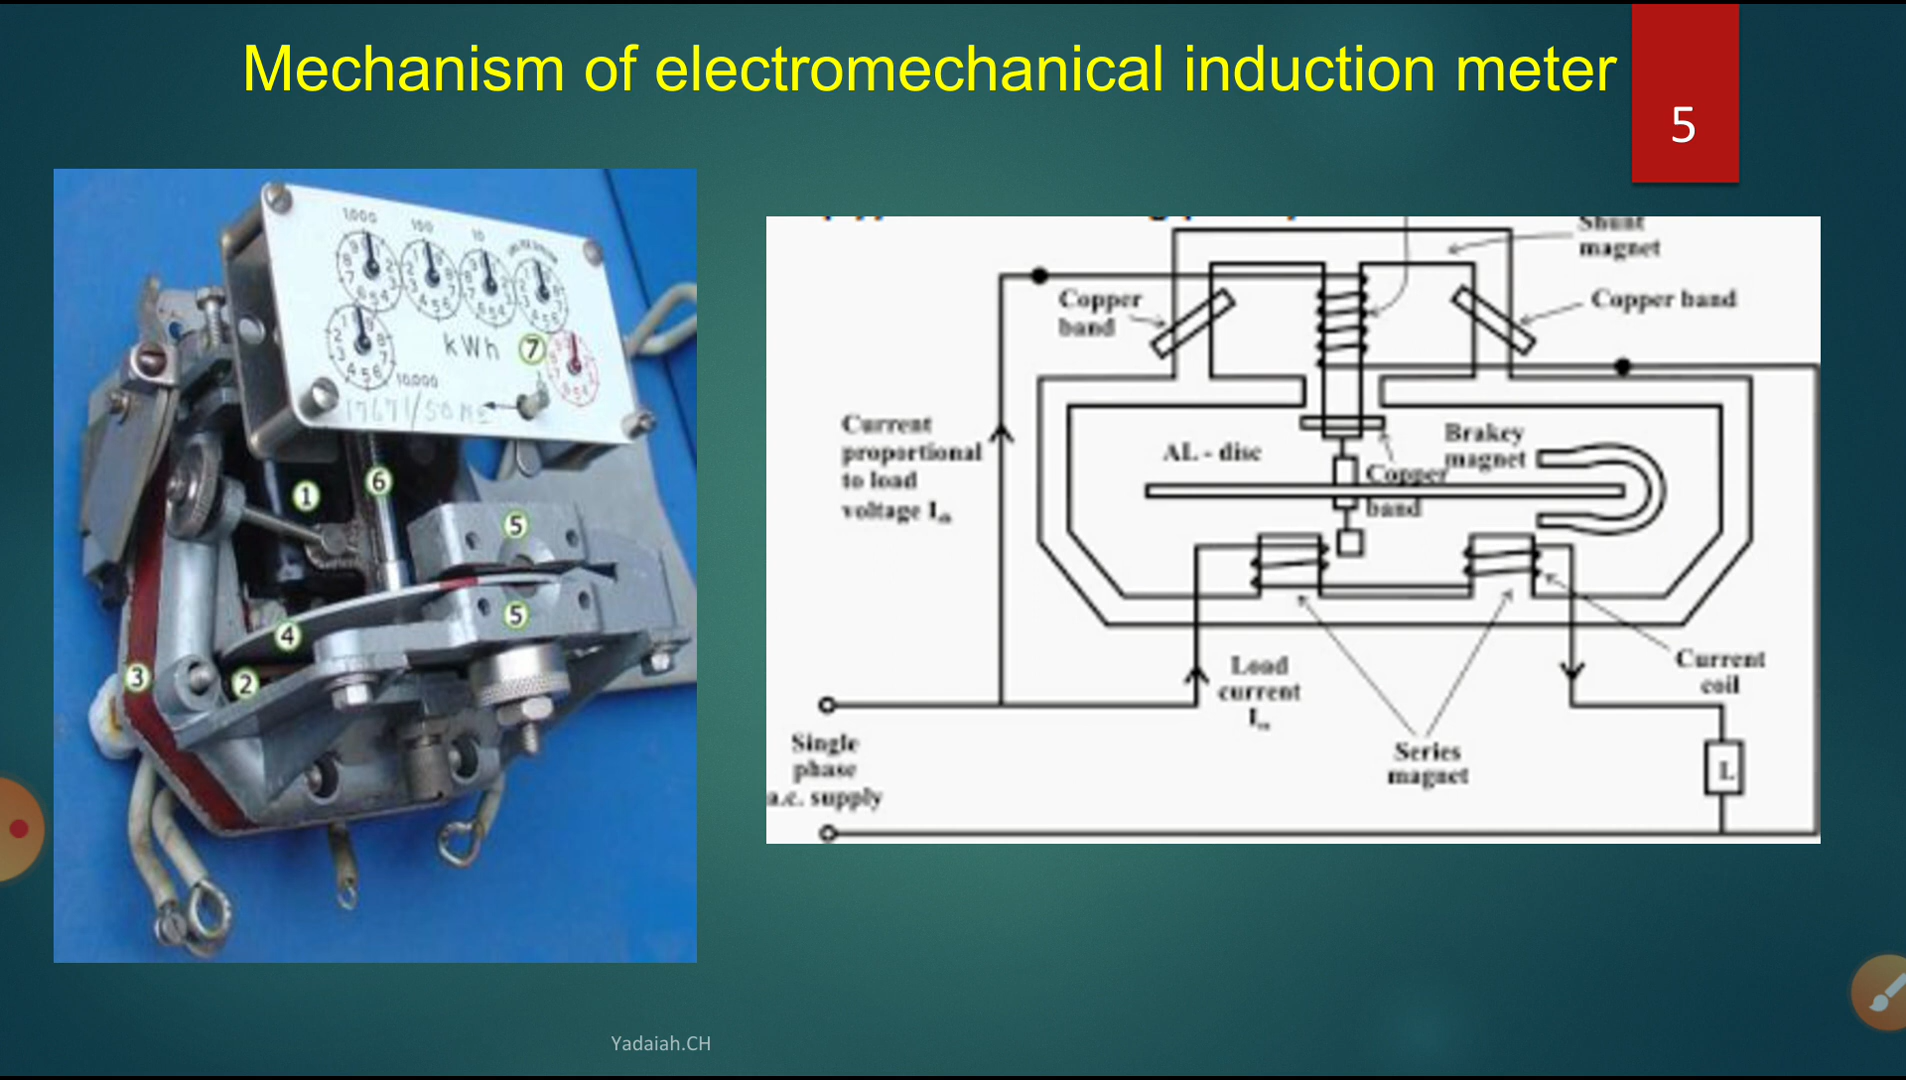 Mechanism of electromechanical induction meter
5
1,000
100
10
kWh
10,000
1
2
3
4
5
5
6
7
Shunt
magnet
Copper
band
Copper band
Current
proportional
to load
voltage
AL - disc
Brakey
magnet
Copper
band
Load
current
Current
coil
Series
magnet
Single
phase
a.c. supply
L
Yadaiah.CH